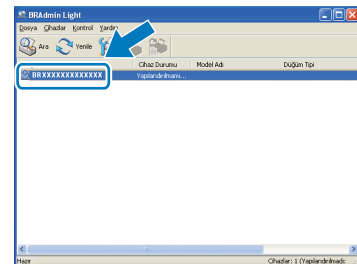 BRAdmin Light
Dosya Cihazlar Kontrol Yardım
Ara Yenile
Cihaz Durumu Model Adı Düğüm Tipi
BRXXXXXXXXXXXXX Yapılandırılmamı...
Hazır Cihazlar: 1 (Yapılandırılmadı: